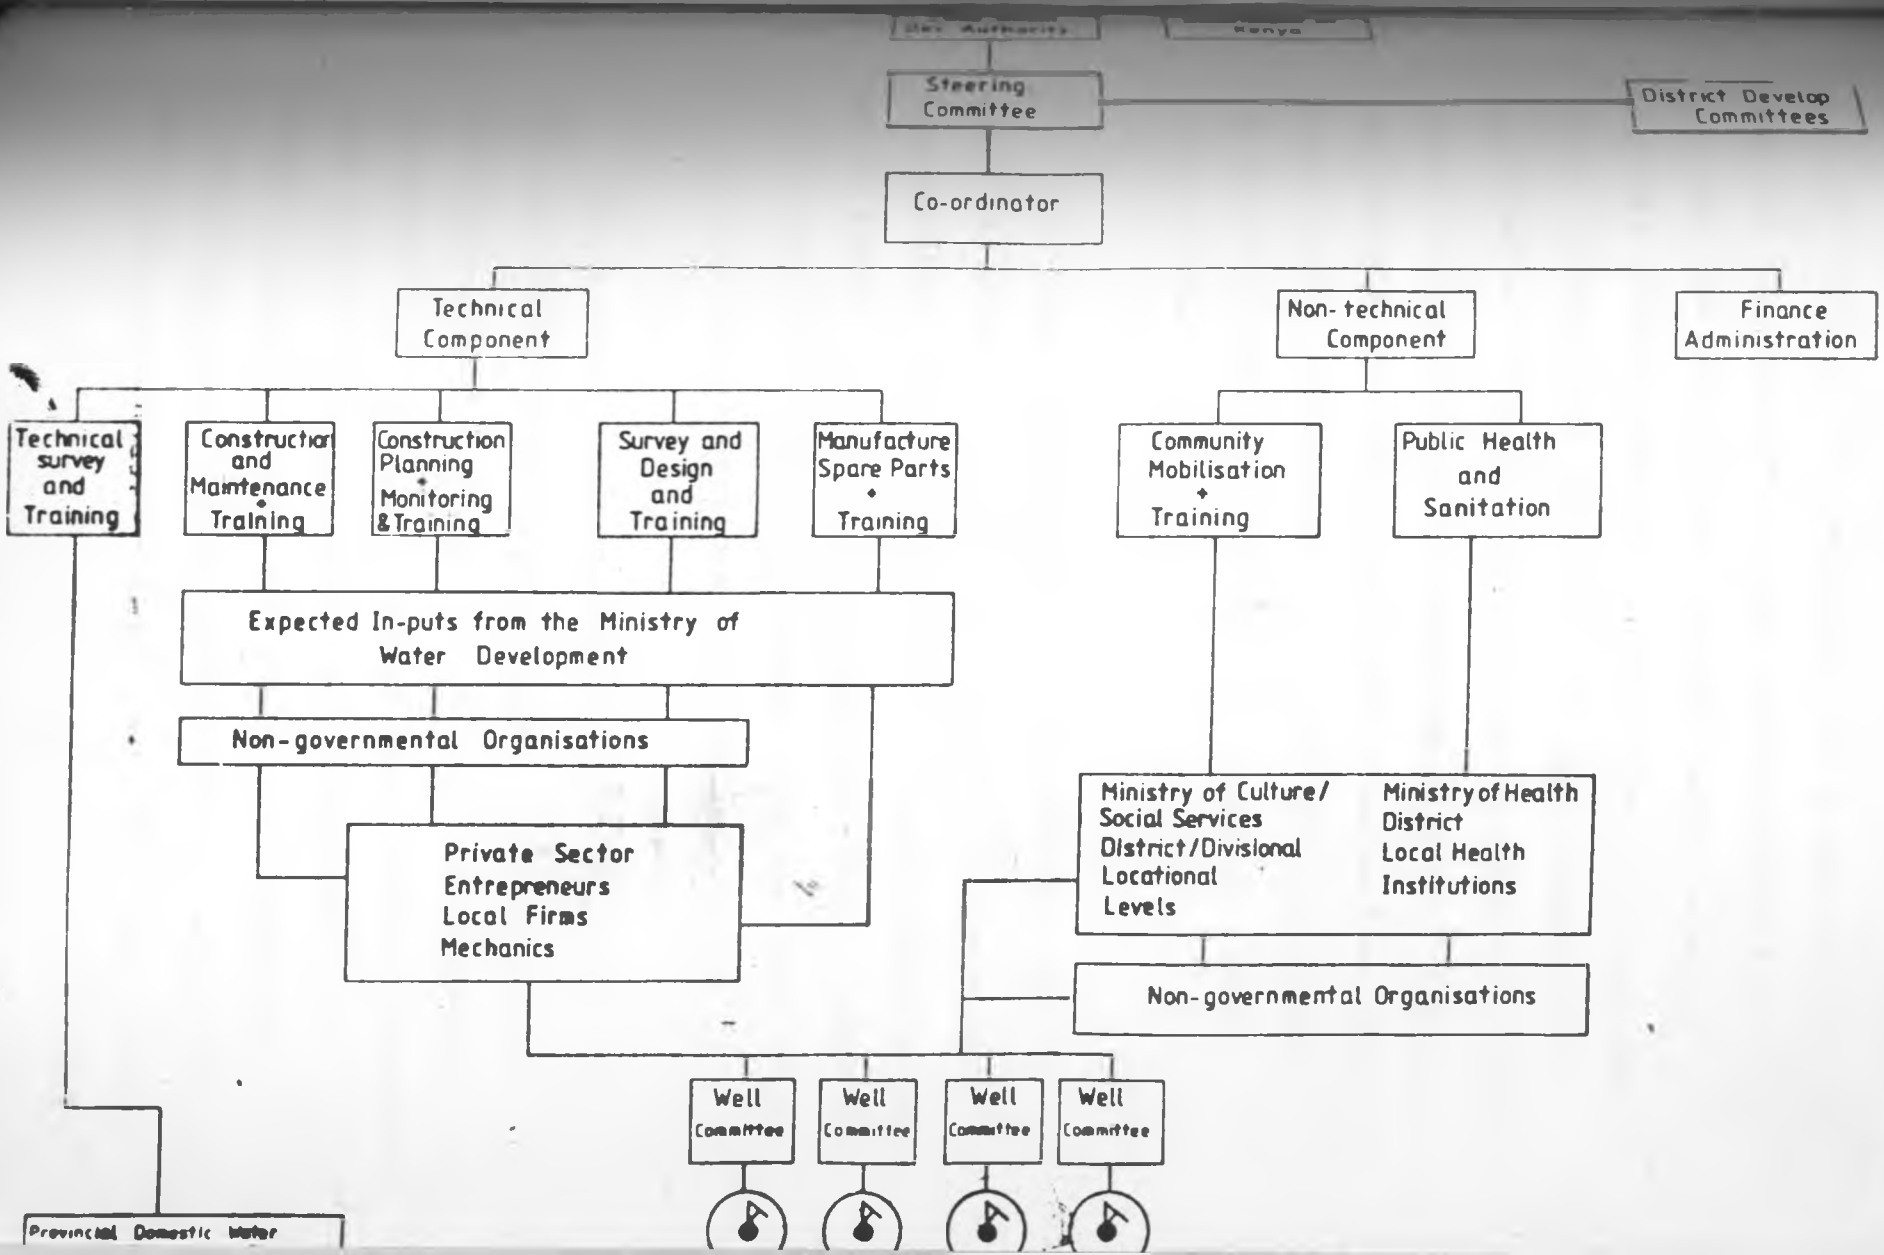 Dev Authority
Kenya
Steering
Committee
District Develop
Committees
Co-ordinator
Technical
Component
Non-technical
Component
Finance
Administration
Technical
survey
and
Training
Construction
and
Maintenance
+
Training
Construction
Planning
+
Monitoring
& Training
Survey and
Design
and
Training
Manufacture
Spare Parts
+
Training
Community
Mobilisation
+
Training
Public Health
and
Sanitation
Expected In-puts from the Ministry of
Water Development
Non-governmental Organisations
Private Sector
Entrepreneurs
Local Firms
Mechanics
Ministry of Culture/
Social Services
District/Divisional
Locational
Levels
Ministry of Health
District
Local Health
Institutions
Non-governmental Organisations
Well
Committee
Well
Committee
Well
Committee
Well
Committee
Provincial Domestic Water